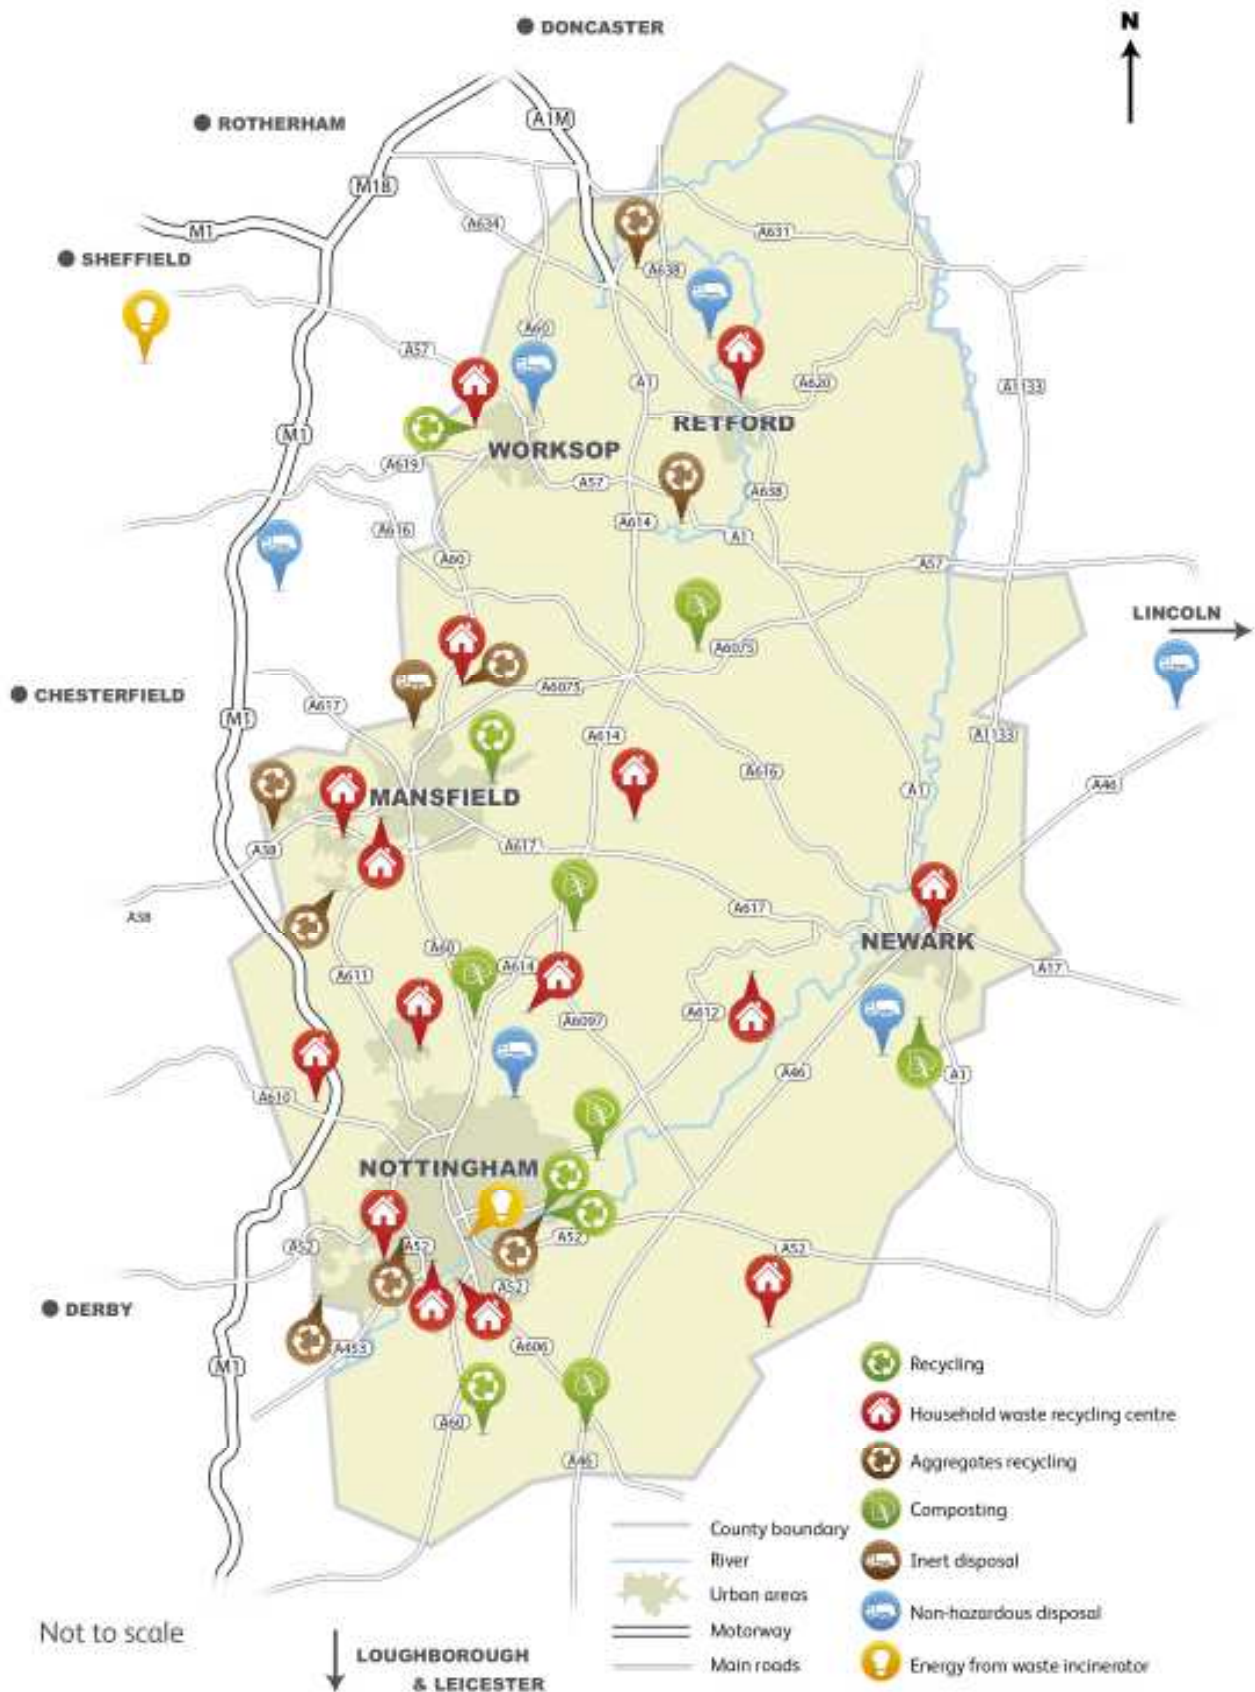 DONCASTER
N
ROTHERHAM
A1M
M18
A634
M1
A631
SHEFFIELD
A638
A60
A57
A1
A620
A1133
M1
RETFORD
WORKSOP
A619
A57
A638
A616
A614
A1
A60
A57
LINCOLN
A6075
CHESTERFIELD
A6075
A617
M1
A614
A1133
A616
A46
A1
MANSFIELD
A38
A617
A38
A617
NEWARK
A60
A614
A17
A611
A6097
A612
A46
A1
A610
NOTTINGHAM
A52
A52
A52
A52
A52
DERBY
A453
A606
M1
A60
A46
Recycling
Household waste recycling centre
Aggregates recycling
Composting
Inert disposal
Non-hazardous disposal
Energy from waste incinerator
County boundary
River
Urban areas
Motorway
Main roads
Not to scale
LOUGHBOROUGH
& LEICESTER